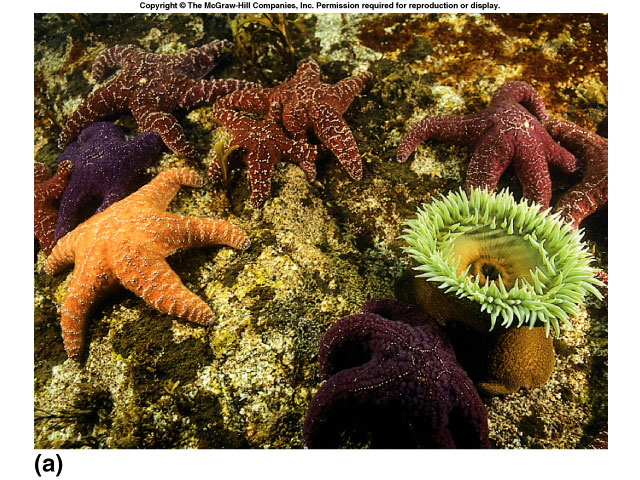 Copyright © The McGraw-Hill Companies, Inc. Permission required for reproduction or display.
(a)